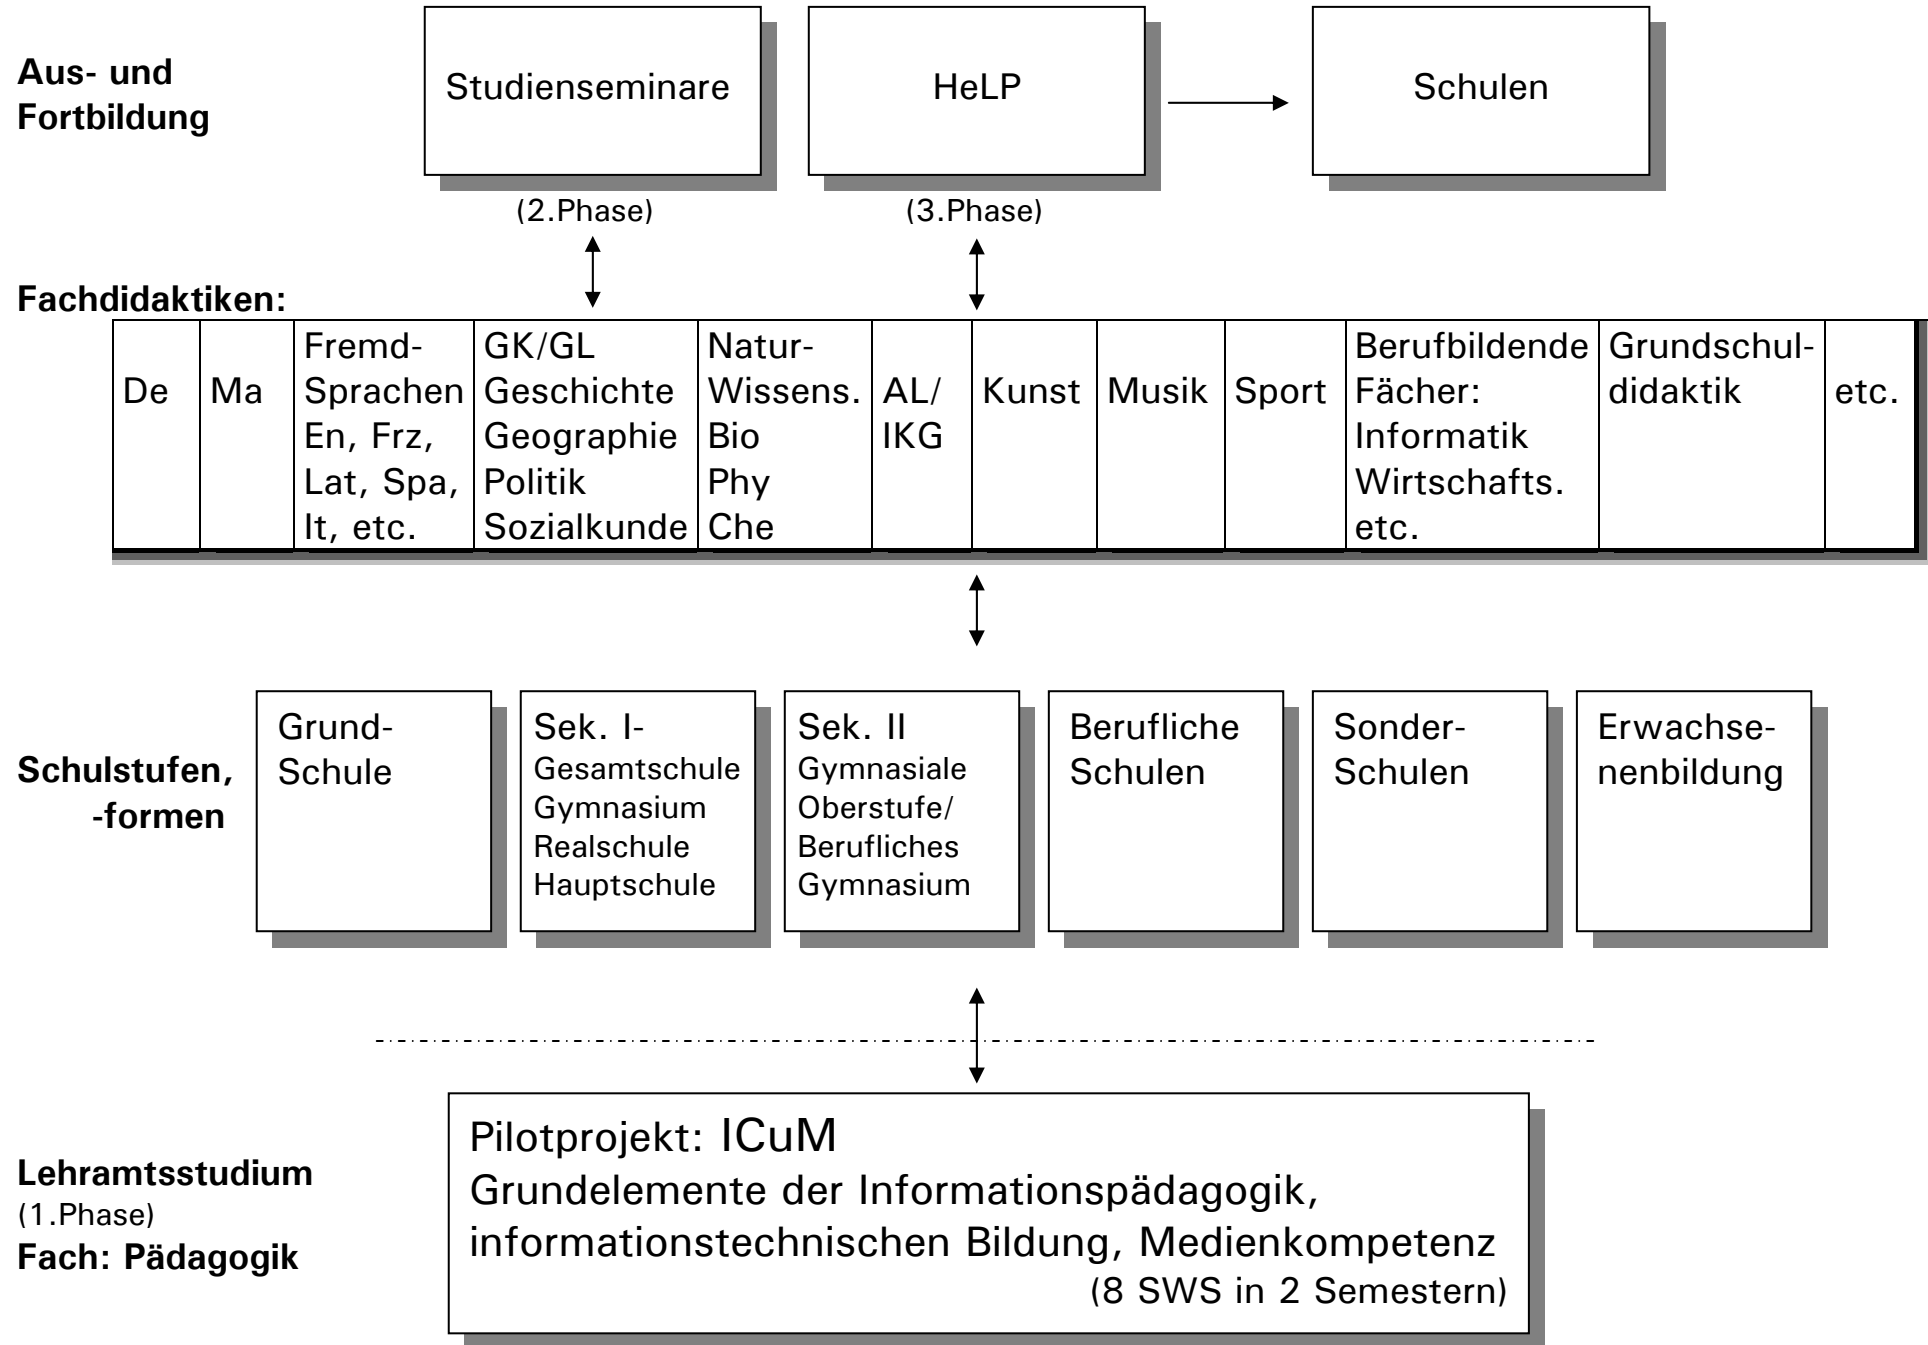 Aus- und
Fortbildung
Studienseminare
HeLP
Schulen
(2.Phase)
(3.Phase)
Fachdidaktiken:
De
Ma
Fremd-
Sprachen
En, Frz,
Lat, Spa,
It, etc.
GK/GL
Geschichte
Geographie
Politik
Sozialkunde
Natur-
Wissens.
Bio
Phy
Che
AL/
IKG
Kunst
Musik
Sport
Berufbildende
Fächer:
Informatik
Wirtschafts.
etc.
Grundschul-
didaktik
etc.
Schulstufen,
-formen
Grund-
Schule
Sek. I-
Gesamtschule
Gymnasium
Realschule
Hauptschule
Sek. II
Gymnasiale
Oberstufe/
Berufliches
Gymnasium
Berufliche
Schulen
Sonder-
Schulen
Erwachse-
nenbildung
Lehramtsstudium
(1.Phase)
Fach: Pädagogik
Pilotprojekt: ICuM
Grundelemente der Informationspädagogik,
informationstechnischen Bildung, Medienkompetenz
(8 SWS in 2 Semestern)